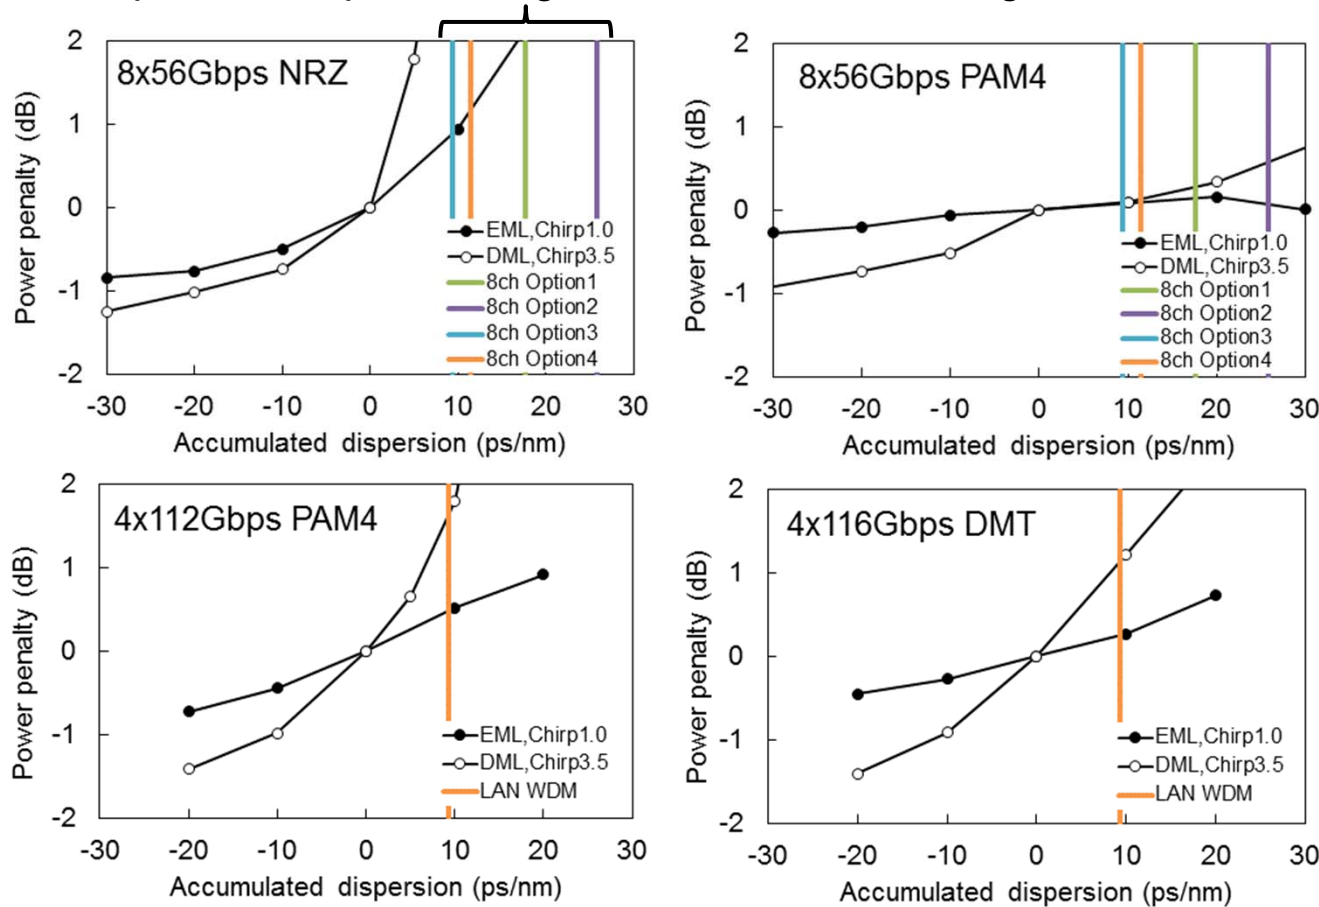 8x56Gbps NRZ
Power penalty (dB)
2
1
0
-1
-2
EML,Chirp1.0
DML,Chirp3.5
8ch Option1
8ch Option2
8ch Option3
8ch Option4
-30 -20 -10 0 10 20 30
Accumulated dispersion (ps/nm)
8x56Gbps PAM4
Power penalty (dB)
2
1
0
-1
-2
EML,Chirp1.0
DML,Chirp3.5
8ch Option1
8ch Option2
8ch Option3
8ch Option4
-30 -20 -10 0 10 20 30
Accumulated dispersion (ps/nm)
4x112Gbps PAM4
Power penalty (dB)
2
1
0
-1
-2
EML,Chirp1.0
DML,Chirp3.5
LAN WDM
-30 -20 -10 0 10 20 30
Accumulated dispersion (ps/nm)
4x116Gbps DMT
Power penalty (dB)
2
1
0
-1
-2
EML,Chirp1.0
DML,Chirp3.5
LAN WDM
-30 -20 -10 0 10 20 30
Accumulated dispersion (ps/nm)